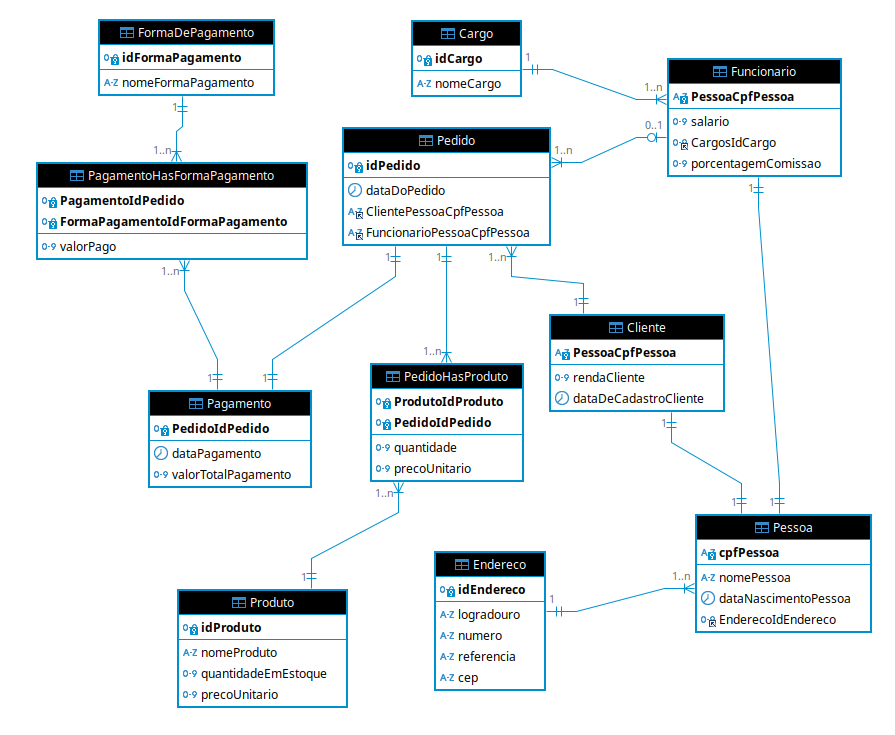 FormaDePagamento
idFormaPagamento
nomeFormaPagamento
1
1..n
Cargo
idCargo
nomeCargo
1
1..n
Funcionario
PessoaCpfPessoa
salario
CargosIdCargo
porcentagemComissao
0..1
1
Pedido
idPedido
dataDoPedido
ClientePessoaCpfPessoa
FuncionarioPessoaCpfPessoa
1..n
1
1
1..n
PagamentoHasFormaPagamento
PagamentoIdPedido
FormaPagamentoIdFormaPagamento
valorPago
1..n
1
Cliente
PessoaCpfPessoa
rendaCliente
dataDeCadastroCliente
1
1..n
PedidoHasProduto
ProdutoIdProduto
PedidoIdPedido
quantidade
precoUnitario
1..n
1
1
Pagamento
PedidoIdPedido
dataPagamento
valorTotalPagamento
1
1
Pessoa
cpfPessoa
nomePessoa
dataNascimentoPessoa
EnderecoIdEndereco
1..n
Endereco
idEndereco
logradouro
numero
referencia
cep
1
1
Produto
idProduto
nomeProduto
quantidadeEmEstoque
precoUnitario